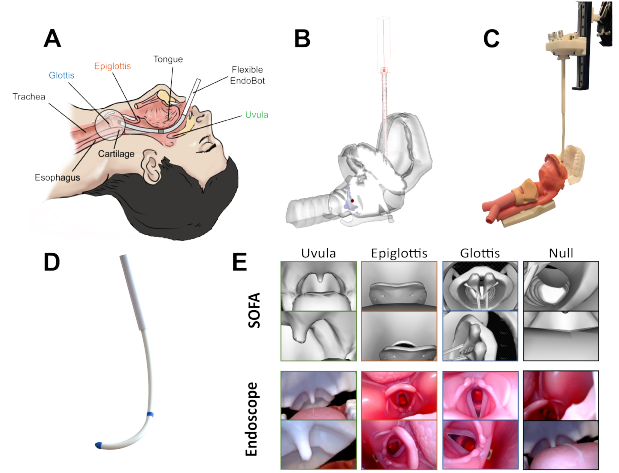 A
B
C
Tongue
Epiglottis
Flexible
EndoBot
Glottis
Trachea
Uvula
Cartilage
Esophagus
D
E
Uvula
Epiglottis
Glottis
Null
SOFA
Endoscope